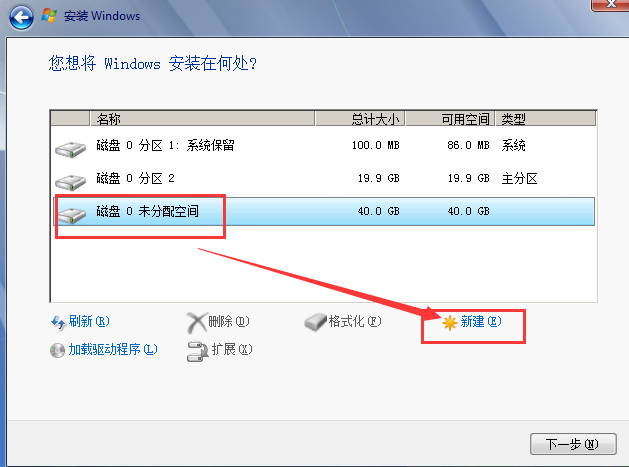 安装 Windows
您想将 Windows 安装在何处?
名称 总计大小 可用空间 类型
磁盘 0 分区 1: 系统保留 100.0 MB 86.0 MB 系统
磁盘 0 分区 2 19.9 GB 19.9 GB 主分区
磁盘 0 未分配空间 40.0 GB 40.0 GB
刷新(R) 删除(D) 格式化(F) 新建(E)
加载驱动程序(L) 扩展(X)
下一步(N)